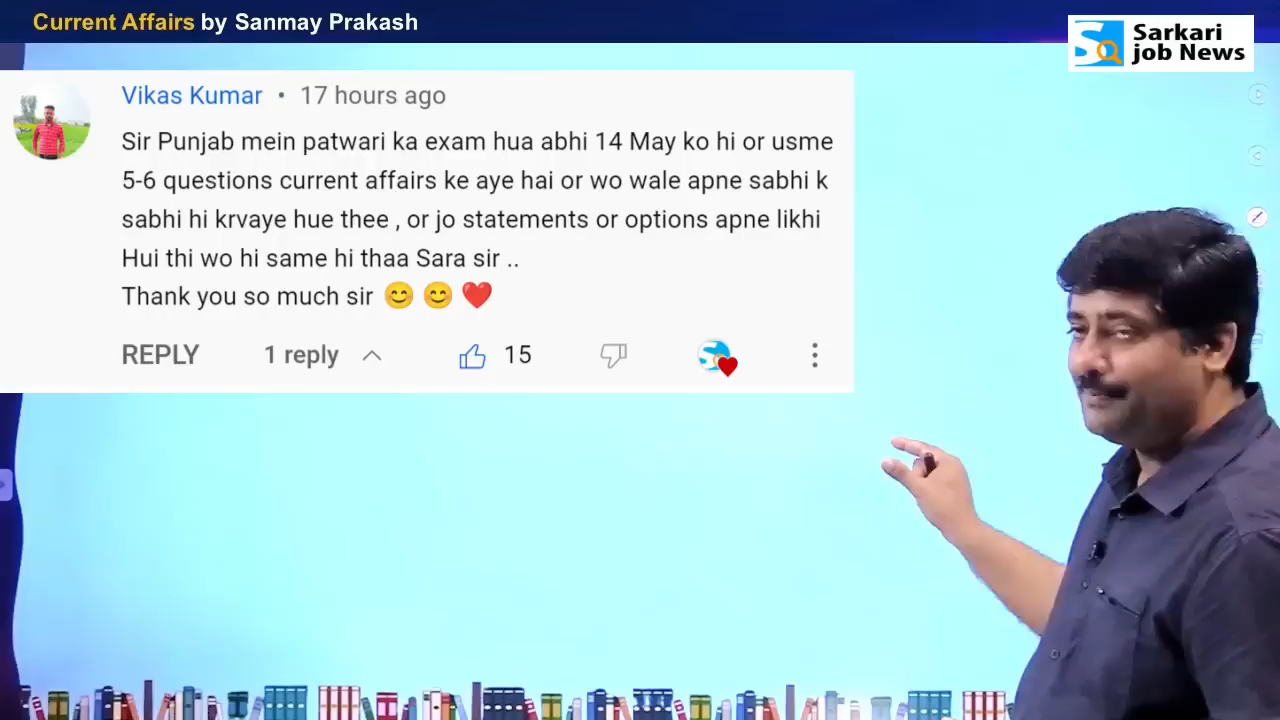 Current Affairs by Sanmay Prakash
Sarkari
job News
Vikas Kumar • 17 hours ago
Sir Punjab mein patwari ka exam hua abhi 14 May ko hi or usme
5-6 questions current affairs ke aye hai or wo wale apne sabhi k
sabhi hi krvaye hue thee , or jo statements or options apne likhi
Hui thi wo hi same hi thaa Sara sir ..
Thank you so much sir 😊 😊 ❤️
REPLY 1 reply 15